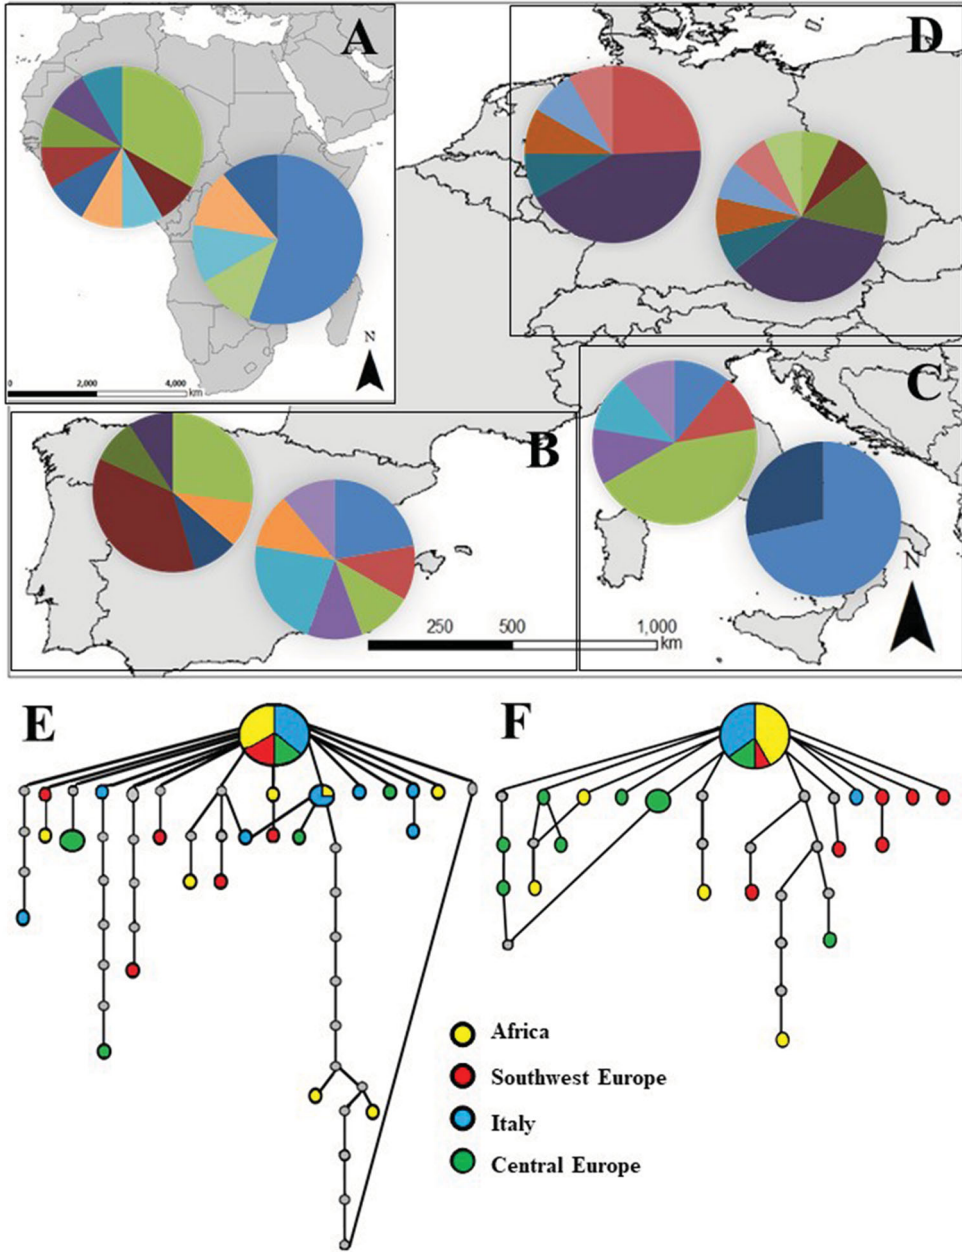 A
D
N
0 2,000 4,000
km
C
B
N
250 500 1,000
km
E
F
Africa
Southwest Europe
Italy
Central Europe